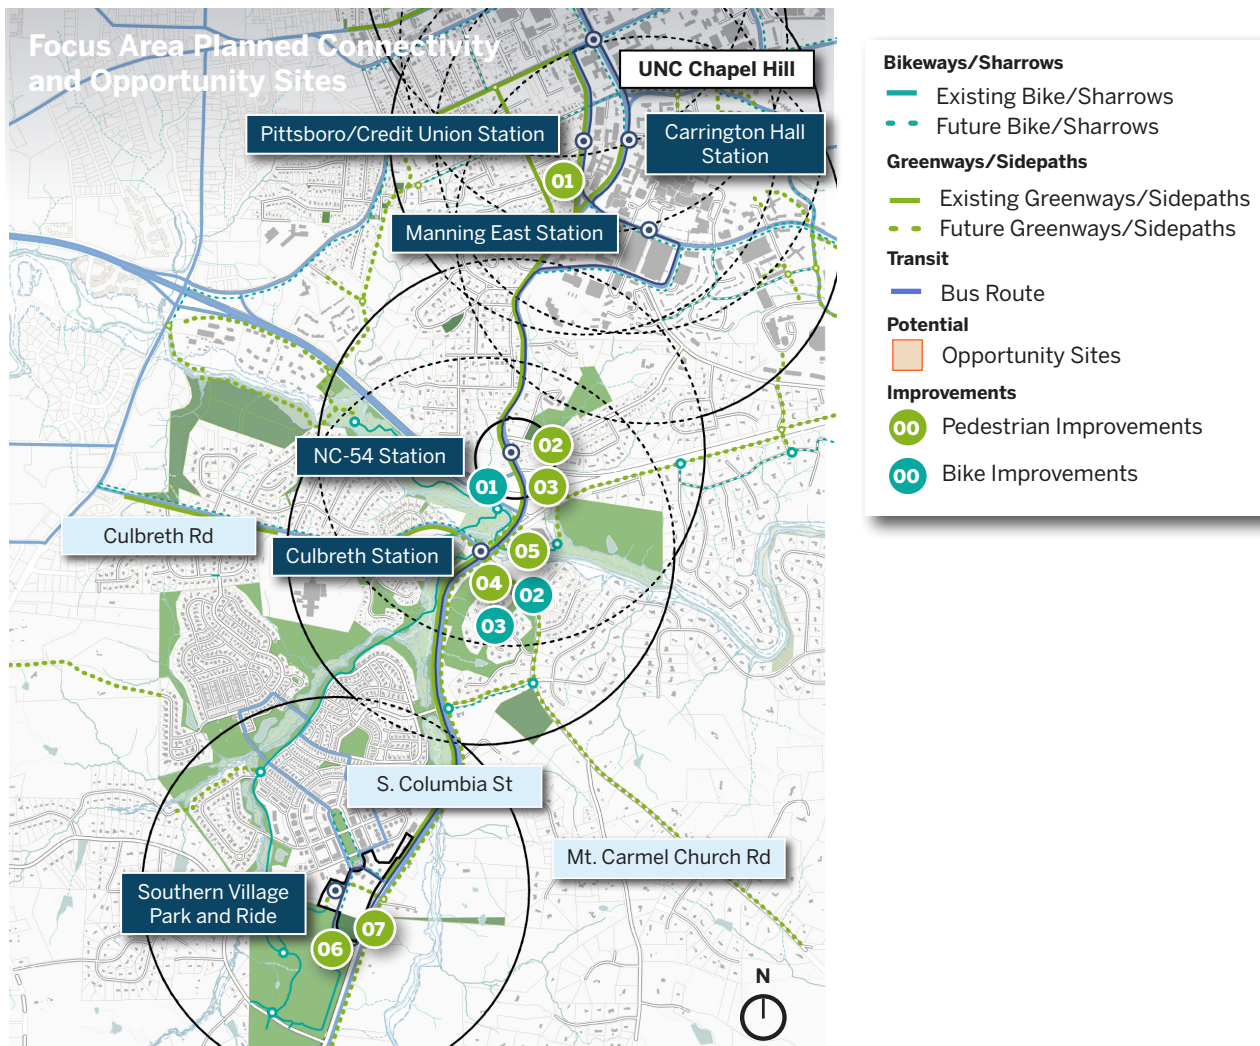 Focus Area Planned Connectivity
and Opportunity Sites
UNC Chapel Hill
Pittsboro/Credit Union Station
Carrington Hall
Station
01
Manning East Station
NC-54 Station
02
01
03
Culbreth Rd
Culbreth Station
05
04
02
03
S. Columbia St
Mt. Carmel Church Rd
Southern Village
Park and Ride
07
06
N
Bikeways/Sharrows
Existing Bike/Sharrows
Future Bike/Sharrows
Greenways/Sidepaths
Existing Greenways/Sidepaths
Future Greenways/Sidepaths
Transit
Bus Route
Potential
Opportunity Sites
Improvements
00 Pedestrian Improvements
00 Bike Improvements